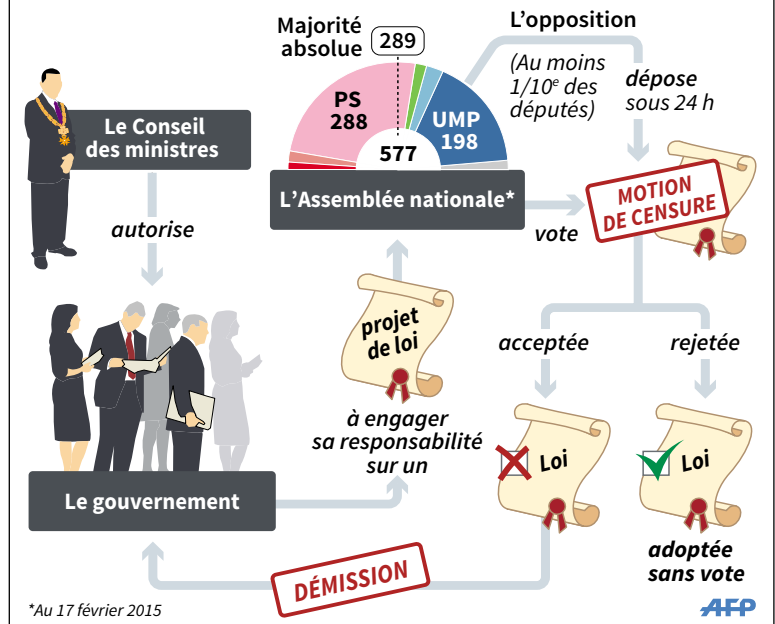 Majorité
absolue
289
L'opposition
(Au moins
1/10e des
députés)
dépose
sous 24 h
PS
288
UMP
198
577
Le Conseil
des ministres
L'Assemblée nationale*
vote
MOTION
DE CENSURE
autorise
projet
de loi
acceptée
rejetée
à engager
sa responsabilité
sur un
Loi
Loi
Le gouvernement
adoptée
sans vote
DÉMISSION
*Au 17 février 2015
AFP